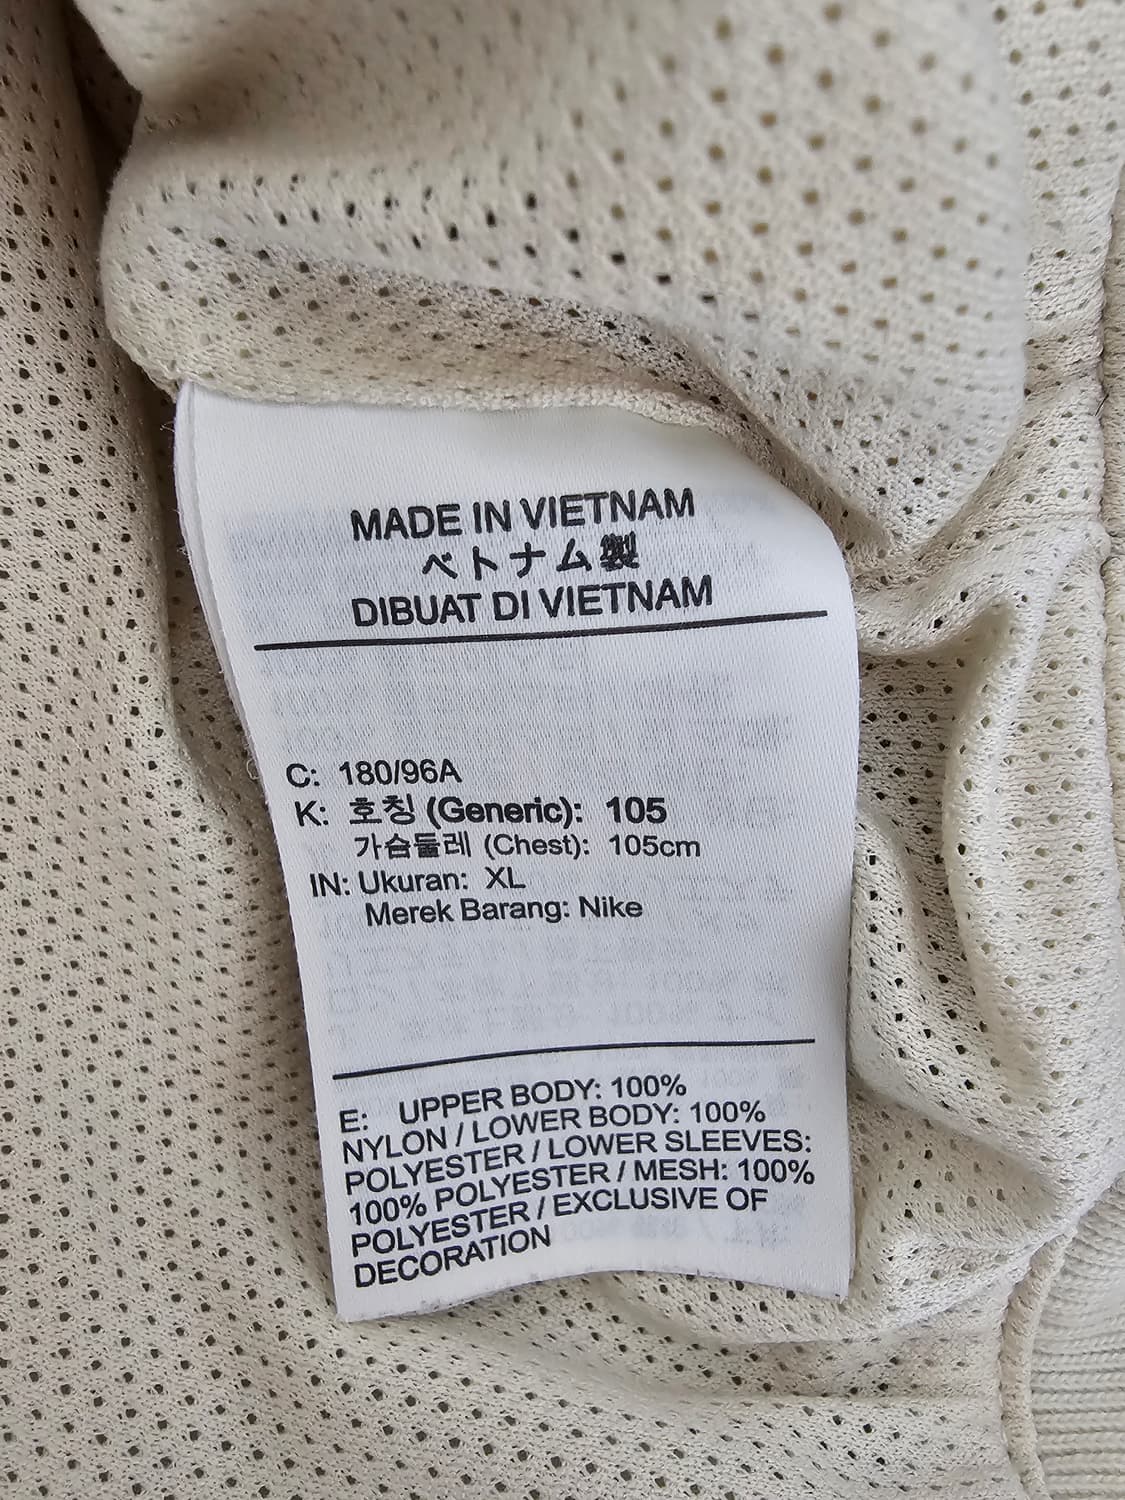 MADE IN VIETNAM
ベトナム製
DIBUAT DI VIETNAM
C: 180/96A
K: 호칭 (Generic): 105
가슴둘레 (Chest): 105cm
IN: Ukuran: XL
Merek Barang: Nike
E: UPPER BODY: 100%
NYLON / LOWER BODY: 100%
POLYESTER / LOWER SLEEVES:
100% POLYESTER / MESH: 100%
POLYESTER / EXCLUSIVE OF
DECORATION